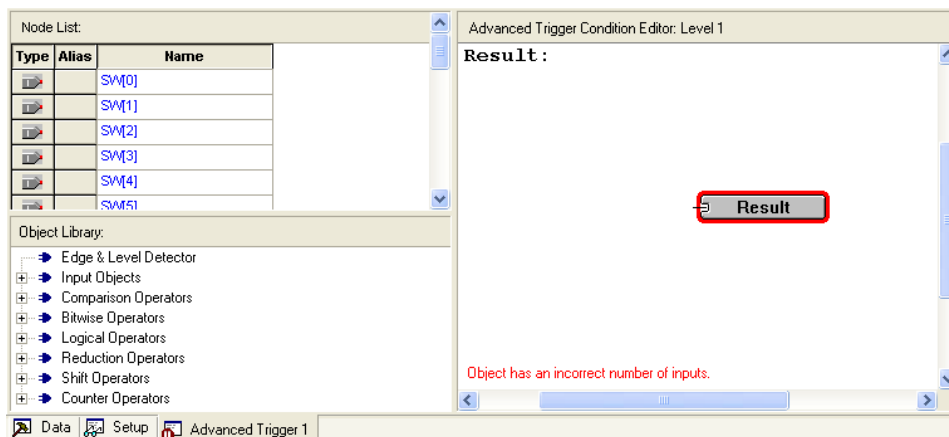 Node List:
Type Alias Name
SW[0]
SW[1]
SW[2]
SW[3]
SW[4]
SW[5]
Object Library:
Edge & Level Detector
Input Objects
Comparison Operators
Bitwise Operators
Logical Operators
Reduction Operators
Shift Operators
Counter Operators
Advanced Trigger Condition Editor: Level 1
Result:
Result
Object has an incorrect number of inputs.
Data Setup Advanced Trigger 1